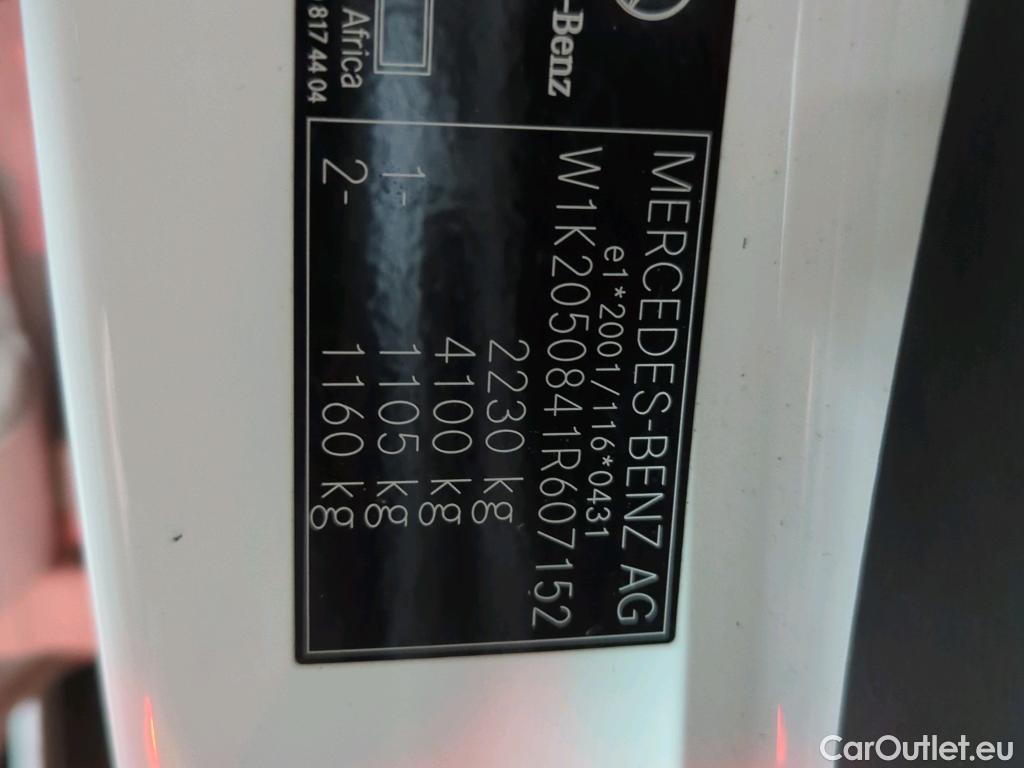 -Benz
Africa
817 44 04
MERCEDES-BENZ AG
e1*2001/116*0431
W1K2050841R607152
2230 kg
4100 kg
1- 1105 kg
2- 1160 kg
CarOutlet.eu